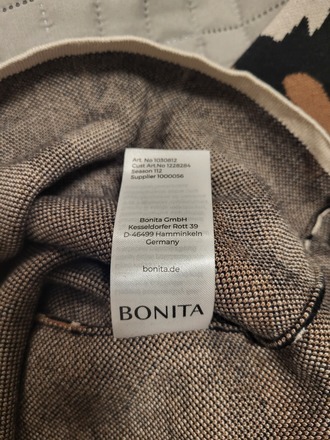 Art. No 1030612
Cust.Art.No 1228284
Season 112
Supplier 1000056
Bonita GmbH
Kesseldorfer Rott 39
D-46499 Hamminkeln
Germany
bonita.de
BONITA